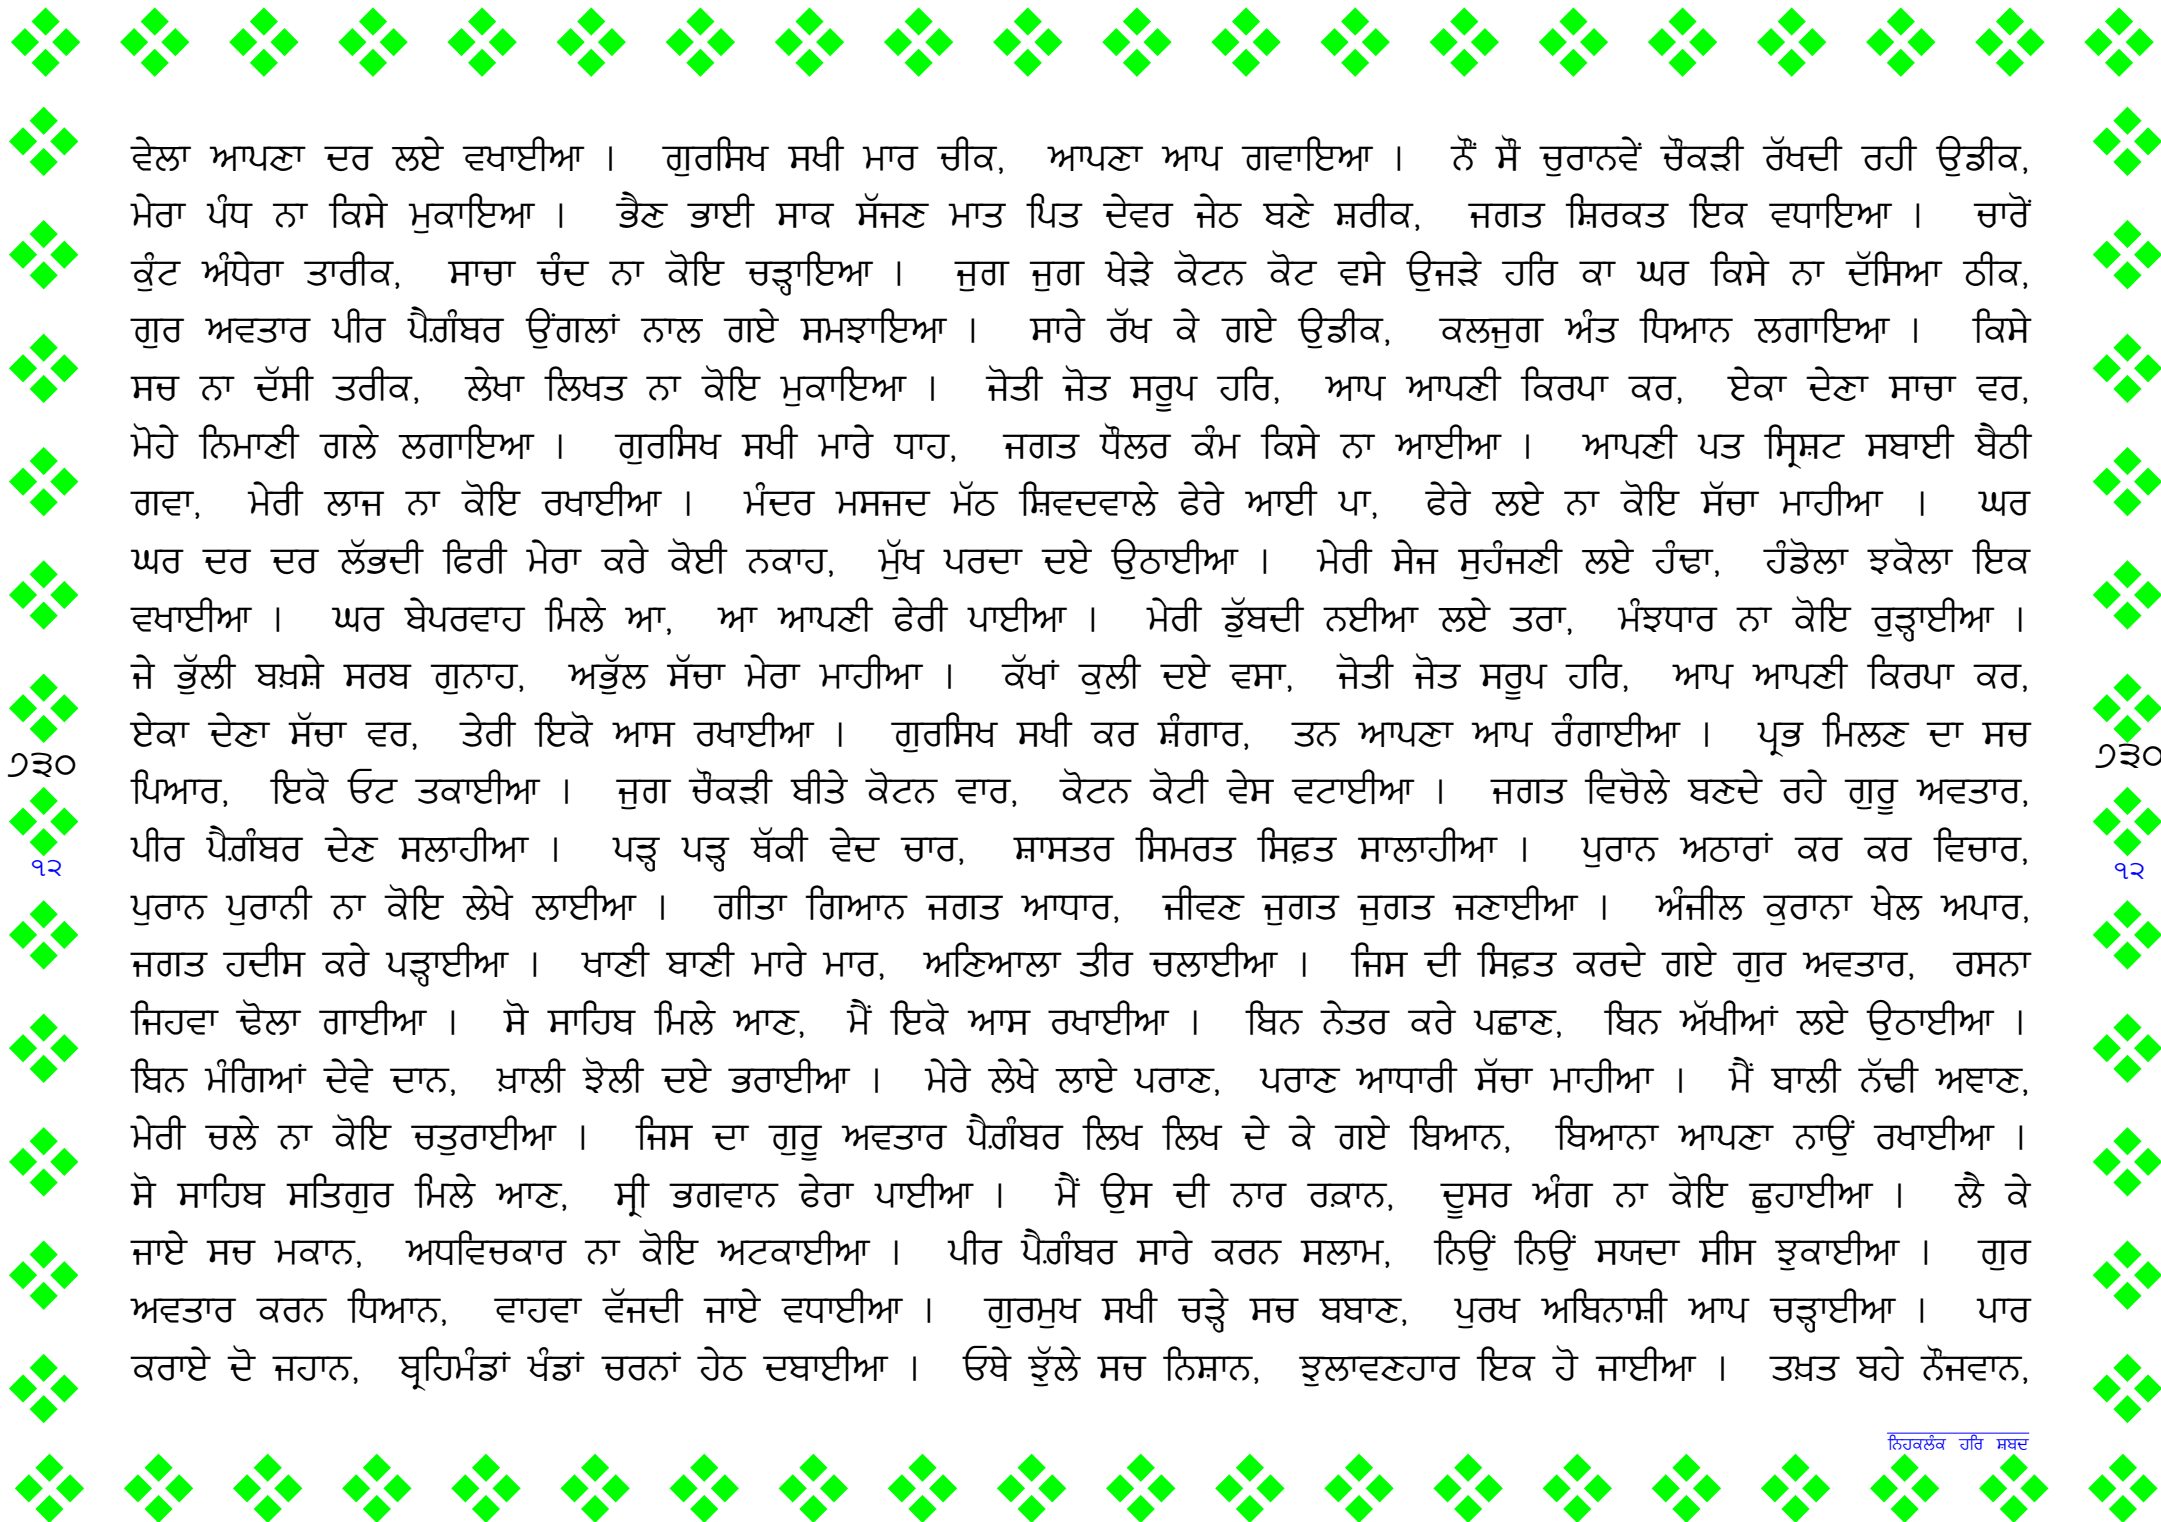 ਵੇਲਾ ਆਪਣਾ ਦਰ ਲਏ ਵਖਾਈਆ । ਗੁਰਸਿਖ ਸਖੀ ਮਾਰ ਚੀਕ, ਆਪਣਾ ਆਪ ਗਵਾਇਆ । ਨੌਂ ਸੌ ਚੁਰਾਨਵੇਂ ਚੌਕੜੀ ਰੱਖਦੀ ਰਹੀ ਉਡੀਕ,
ਮੇਰਾ ਪੰਧ ਨਾ ਕਿਸੇ ਮੁਕਾਇਆ । ਭੈਣ ਭਾਈ ਸਾਕ ਸੱਜਣ ਮਾਤ ਪਿਤ ਦੇਵਰ ਜੇਠ ਬਣੇ ਸ਼ਰੀਕ, ਜਗਤ ਸ਼ਿਰਕਤ ਇਕ ਵਧਾਇਆ । ਚਾਰੋਂ
ਕੁੰਟ ਅੰਧੇਰਾ ਤਾਰੀਕ, ਸਾਚਾ ਚੰਦ ਨਾ ਕੋਇ ਚੜ੍ਹਾਇਆ । ਜੁਗ ਜੁਗ ਖੇੜੇ ਕੋਟਨ ਕੋਟ ਵਸੇ ਉਜੜੇ ਹਰਿ ਕਾ ਘਰ ਕਿਸੇ ਨਾ ਦੱਸਿਆ ਠੀਕ,
ਗੁਰ ਅਵਤਾਰ ਪੀਰ ਪੈਗ਼ੰਬਰ ਉਂਗਲਾਂ ਨਾਲ ਗਏ ਸਮਝਾਇਆ । ਸਾਰੇ ਰੱਖ ਕੇ ਗਏ ਉਡੀਕ, ਕਲਜੁਗ ਅੰਤ ਧਿਆਨ ਲਗਾਇਆ । ਕਿਸੇ
ਸਚ ਨਾ ਦੱਸੀ ਤਰੀਕ, ਲੇਖਾ ਲਿਖਤ ਨਾ ਕੋਇ ਮੁਕਾਇਆ । ਜੋਤੀ ਜੋਤ ਸਰੂਪ ਹਰਿ, ਆਪ ਆਪਣੀ ਕਿਰਪਾ ਕਰ, ਏਕਾ ਦੇਣਾ ਸਾਚਾ ਵਰ,
ਮੋਹੇ ਨਿਮਾਣੀ ਗਲੇ ਲਗਾਇਆ । ਗੁਰਸਿਖ ਸਖੀ ਮਾਰੇ ਧਾਹ, ਜਗਤ ਧੌਲਰ ਕੰਮ ਕਿਸੇ ਨਾ ਆਈਆ । ਆਪਣੀ ਪਤ ਸ੍ਰਿਸ਼ਟ ਸਬਾਈ ਬੈਠੀ
ਗਵਾ, ਮੇਰੀ ਲਾਜ ਨਾ ਕੋਇ ਰਖਾਈਆ । ਮੰਦਰ ਮਸਜਦ ਮੱਠ ਸ਼ਿਵਦਵਾਲੇ ਫੇਰੇ ਆਈ ਪਾ, ਫੇਰੇ ਲਏ ਨਾ ਕੋਇ ਸੱਚਾ ਮਾਹੀਆ । ਘਰ
ਘਰ ਦਰ ਦਰ ਲੱਭਦੀ ਫਿਰੀ ਮੇਰਾ ਕਰੇ ਕੋਈ ਨਕਾਹ, ਮੁੱਖ ਪਰਦਾ ਦਏ ਉਠਾਈਆ । ਮੇਰੀ ਸੇਜ ਸੁਹੰਜਣੀ ਲਏ ਹੰਢਾ, ਹੰਡੋਲਾ ਝਕੋਲਾ ਇਕ
ਵਖਾਈਆ । ਘਰ ਬੇਪਰਵਾਹ ਮਿਲੇ ਆ, ਆ ਆਪਣੀ ਫੇਰੀ ਪਾਈਆ । ਮੇਰੀ ਡੁੱਬਦੀ ਨਈਆ ਲਏ ਤਰਾ, ਮੰਝਧਾਰ ਨਾ ਕੋਇ ਰੁੜ੍ਹਾਈਆ ।
ਜੇ ਭੁੱਲੀ ਬਖ਼ਸ਼ੇ ਸਰਬ ਗੁਨਾਹ, ਅਭੁੱਲ ਸੱਚਾ ਮੇਰਾ ਮਾਹੀਆ । ਕੱਖਾਂ ਕੁਲੀ ਦਏ ਵਸਾ, ਜੋਤੀ ਜੋਤ ਸਰੂਪ ਹਰਿ, ਆਪ ਆਪਣੀ ਕਿਰਪਾ ਕਰ,
ਏਕਾ ਦੇਣਾ ਸੱਚਾ ਵਰ, ਤੇਰੀ ਇਕੋ ਆਸ ਰਖਾਈਆ । ਗੁਰਸਿਖ ਸਖੀ ਕਰ ਸ਼ੰਗਾਰ, ਤਨ ਆਪਣਾ ਆਪ ਰੰਗਾਈਆ । ਪ੍ਰਭ ਮਿਲਣ ਦਾ ਸਚ
ਪਿਆਰ, ਇਕੋ ਓਟ ਤਕਾਈਆ । ਜੁਗ ਚੌਕੜੀ ਬੀਤੇ ਕੋਟਨ ਵਾਰ, ਕੋਟਨ ਕੋਟੀ ਵੇਸ ਵਟਾਈਆ । ਜਗਤ ਵਿਚੋਲੇ ਬਣਦੇ ਰਹੇ ਗੁਰੂ ਅਵਤਾਰ,
ਪੀਰ ਪੈਗ਼ੰਬਰ ਦੇਣ ਸਲਾਹੀਆ । ਪੜ੍ਹ ਪੜ੍ਹ ਥੱਕੀ ਵੇਦ ਚਾਰ, ਸ਼ਾਸਤਰ ਸਿਮਰਤ ਸਿਫ਼ਤ ਸਾਲਾਹੀਆ । ਪੁਰਾਨ ਅਠਾਰਾਂ ਕਰ ਕਰ ਵਿਚਾਰ,
ਪੁਰਾਨ ਪੁਰਾਨੀ ਨਾ ਕੋਇ ਲੇਖੇ ਲਾਈਆ । ਗੀਤਾ ਗਿਆਨ ਜਗਤ ਆਧਾਰ, ਜੀਵਣ ਜੁਗਤ ਜੁਗਤ ਜਣਾਈਆ । ਅੰਜੀਲ ਕੁਰਾਨਾ ਖੇਲ ਅਪਾਰ,
ਜਗਤ ਹਦੀਸ ਕਰੇ ਪੜ੍ਹਾਈਆ । ਖਾਣੀ ਬਾਣੀ ਮਾਰੇ ਮਾਰ, ਅਣਿਆਲਾ ਤੀਰ ਚਲਾਈਆ । ਜਿਸ ਦੀ ਸਿਫ਼ਤ ਕਰਦੇ ਗਏ ਗੁਰ ਅਵਤਾਰ, ਰਸਨਾ
ਜਿਹਵਾ ਢੋਲਾ ਗਾਈਆ । ਸੋ ਸਾਹਿਬ ਮਿਲੇ ਆਣ, ਮੈਂ ਇਕੋ ਆਸ ਰਖਾਈਆ । ਬਿਨ ਨੇਤਰ ਕਰੇ ਪਛਾਣ, ਬਿਨ ਅੱਖੀਆਂ ਲਏ ਉਠਾਈਆ ।
ਬਿਨ ਮੰਗਿਆਂ ਦੇਵੇ ਦਾਨ, ਖ਼ਾਲੀ ਝੋਲੀ ਦਏ ਭਰਾਈਆ । ਮੇਰੇ ਲੇਖੇ ਲਾਏ ਪਰਾਣ, ਪਰਾਣ ਆਧਾਰੀ ਸੱਚਾ ਮਾਹੀਆ । ਮੈਂ ਬਾਲੀ ਨੱਢੀ ਅਞਾਣ,
ਮੇਰੀ ਚਲੇ ਨਾ ਕੋਇ ਚਤੁਰਾਈਆ । ਜਿਸ ਦਾ ਗੁਰੂ ਅਵਤਾਰ ਪੈਗ਼ੰਬਰ ਲਿਖ ਲਿਖ ਦੇ ਕੇ ਗਏ ਬਿਆਨ, ਬਿਆਨਾ ਆਪਣਾ ਨਾਉਂ ਰਖਾਈਆ ।
ਸੋ ਸਾਹਿਬ ਸਤਿਗੁਰ ਮਿਲੇ ਆਣ, ਸ੍ਰੀ ਭਗਵਾਨ ਫੇਰਾ ਪਾਈਆ । ਮੈਂ ਉਸ ਦੀ ਨਾਰ ਰਕ਼ਾਨ, ਦੂਸਰ ਅੰਗ ਨਾ ਕੋਇ ਛੁਹਾਈਆ । ਲੈ ਕੇ
ਜਾਏ ਸਚ ਮਕਾਨ, ਅਧਵਿਚਕਾਰ ਨਾ ਕੋਇ ਅਟਕਾਈਆ । ਪੀਰ ਪੈਗ਼ੰਬਰ ਸਾਰੇ ਕਰਨ ਸਲਾਮ, ਨਿਉਂ ਨਿਉਂ ਸਯਦਾ ਸੀਸ ਝੁਕਾਈਆ । ਗੁਰ
ਅਵਤਾਰ ਕਰਨ ਧਿਆਨ, ਵਾਹਵਾ ਵੱਜਦੀ ਜਾਏ ਵਧਾਈਆ । ਗੁਰਮੁਖ ਸਖੀ ਚੜ੍ਹੇ ਸਚ ਬਬਾਣ, ਪੁਰਖ ਅਬਿਨਾਸ਼ੀ ਆਪ ਚੜ੍ਹਾਈਆ । ਪਾਰ
ਕਰਾਏ ਦੋ ਜਹਾਨ, ਬ੍ਰਹਿਮੰਡਾਂ ਖੰਡਾਂ ਚਰਨਾਂ ਹੇਠ ਦਬਾਈਆ । ਓਥੇ ਝੁੱਲੇ ਸਚ ਨਿਸ਼ਾਨ, ਝੁਲਾਵਣਹਾਰ ਇਕ ਹੋ ਜਾਈਆ । ਤਖ਼ਤ ਬਹੇ ਨੌਜਵਾਨ,
੭੩੦ ੭੩੦
੧੨ ੧੨
ਨਿਹਕਲੰਕ ਹਰਿ ਸ਼ਬਦ